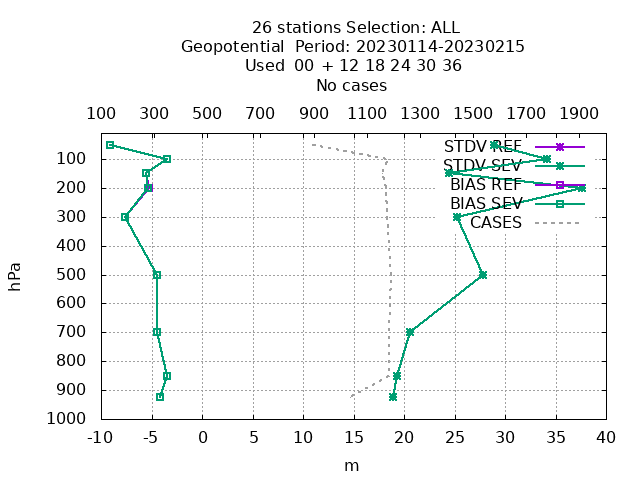 26 stations Selection: ALL
Geopotential  Period: 20230114-20230215
Used  00 + 12 18 24 30 36
No cases
100 300 500 700 900 1100 1300 1500 1700 1900
STDV REF
STDV SEV
BIAS REF
BIAS SEV
CASES
100
200
300
400
500
600
700
800
900
1000
hPa
-10 -5 0 5 10 15 20 25 30 35 40
m